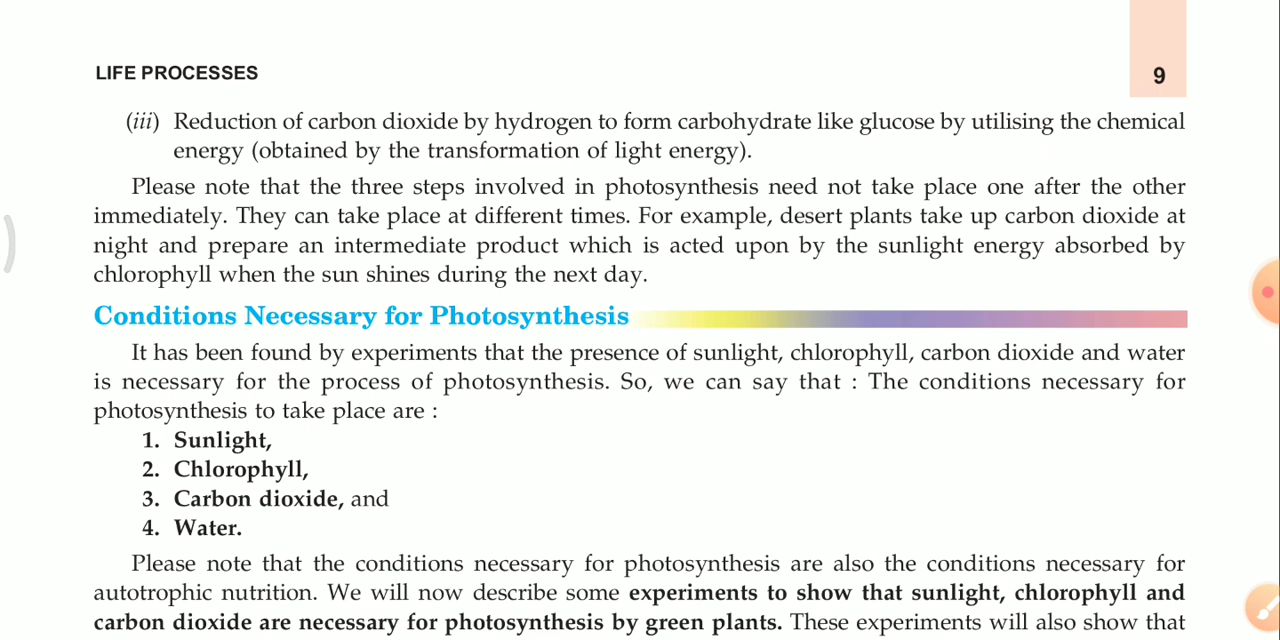 LIFE PROCESSES
9
(iii) Reduction of carbon dioxide by hydrogen to form carbohydrate like glucose by utilising the chemical
energy (obtained by the transformation of light energy).
Please note that the three steps involved in photosynthesis need not take place one after the other
immediately. They can take place at different times. For example, desert plants take up carbon dioxide at
night and prepare an intermediate product which is acted upon by the sunlight energy absorbed by
chlorophyll when the sun shines during the next day.
Conditions Necessary for Photosynthesis
It has been found by experiments that the presence of sunlight, chlorophyll, carbon dioxide and water
is necessary for the process of photosynthesis. So, we can say that : The conditions necessary for
photosynthesis to take place are :
1. Sunlight,
2. Chlorophyll,
3. Carbon dioxide, and
4. Water.
Please note that the conditions necessary for photosynthesis are also the conditions necessary for
autotrophic nutrition. We will now describe some experiments to show that sunlight, chlorophyll and
carbon dioxide are necessary for photosynthesis by green plants. These experiments will also show that